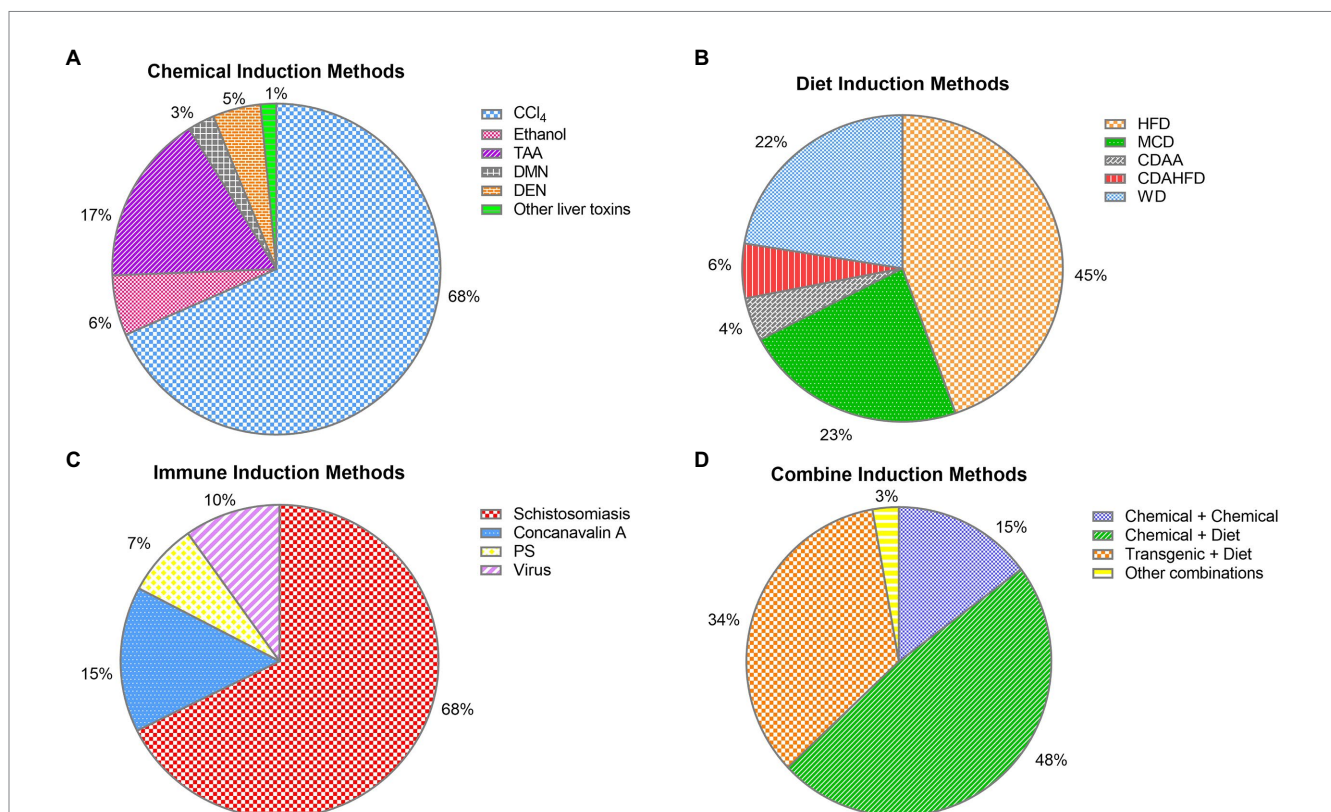 A
Chemical Induction Methods
1%
5%
3%
17%
6%
68%
CCl₄
Ethanol
TAA
DMN
DEN
Other liver toxins
B
Diet Induction Methods
22%
6%
4%
23%
45%
HFD
MCD
CDAA
CDAHFD
WD
C
Immune Induction Methods
10%
7%
15%
68%
Schistosomiasis
Concanavalin A
PS
Virus
D
Combine Induction Methods
3%
15%
34%
48%
Chemical + Chemical
Chemical + Diet
Transgenic + Diet
Other combinations